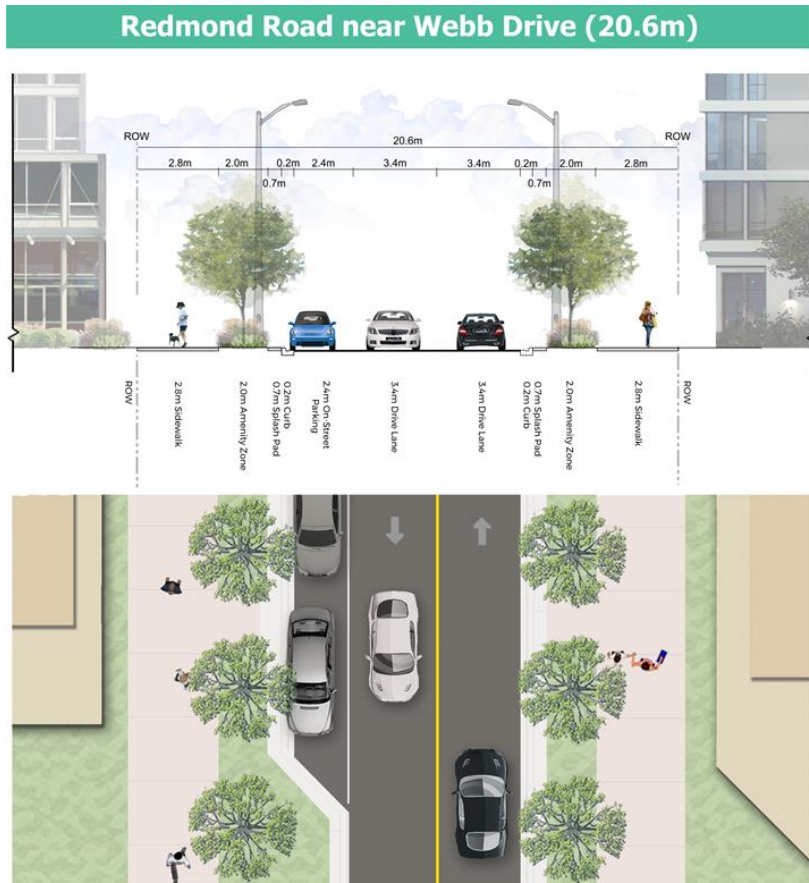 Redmond Road near Webb Drive (20.6m)
ROW
ROW
20.6m
2.8m
2.0m
0.2m
2.4m
3.4m
3.4m
0.2m
2.0m
2.8m
0.7m
0.7m
ROW
2.8m Sidewalk
2.0m Amenity Zone
0.7m Splash Pad
0.2m Curb
2.4m On-Street
Parking
3.4m Drive Lane
3.4m Drive Lane
0.2m Curb
0.7m Splash Pad
2.0m Amenity Zone
2.8m Sidewalk
ROW